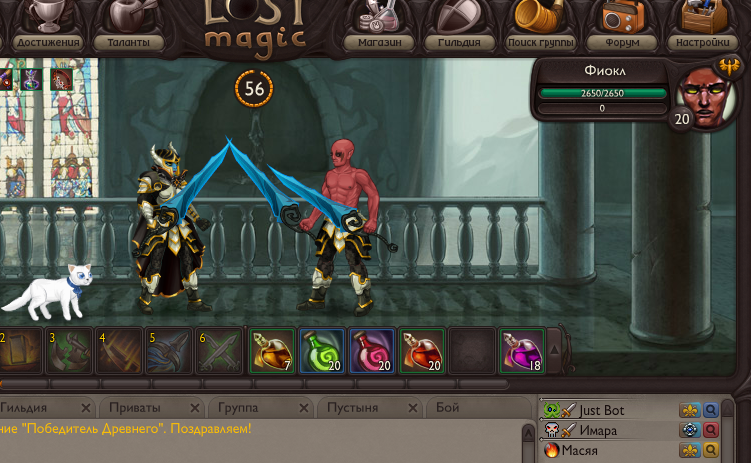 LOST
magic
Достижения
Таланты
Магазин
Гильдия
Поиск группы
Форум
Настройки
56
Фиокл
2650/2650
0
20
2
3
4
5
6
7
20
20
20
18
Гильдия
Приваты
Группа
Пустыня
Бой
ние "Победитель Древнего". Поздравляем!
Just Bot
Имара
Масяя